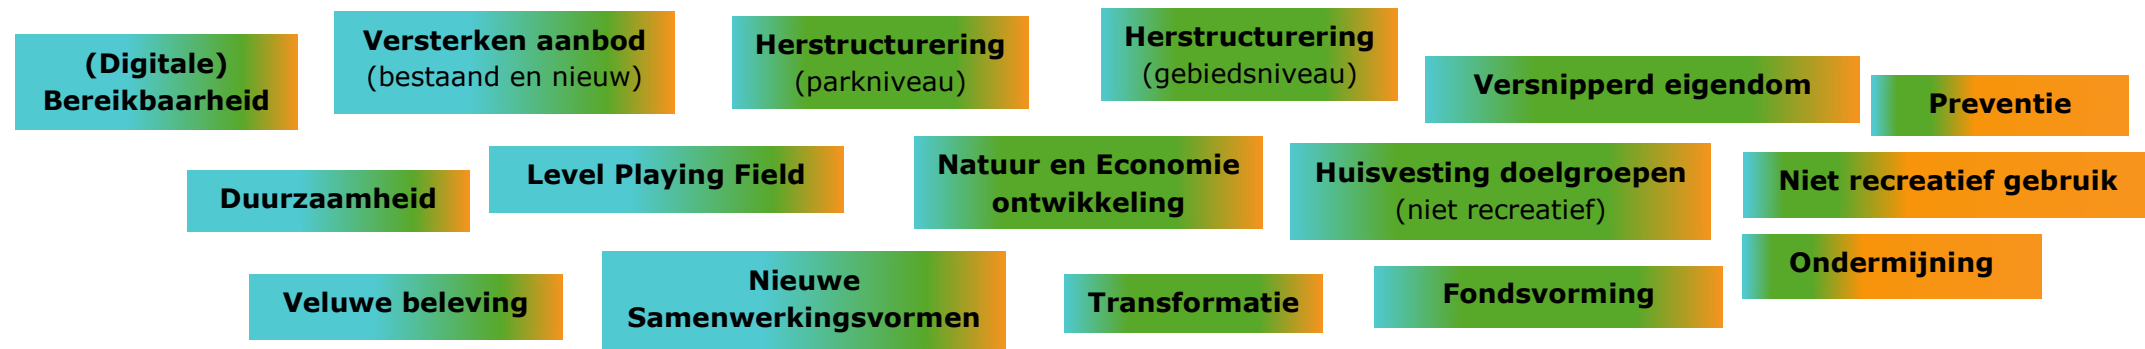 (Digitale)
Bereikbaarheid
Versterken aanbod
(bestaand en nieuw)
Herstructurering
(parkniveau)
Herstructurering
(gebiedsniveau)
Versnipperd eigendom
Preventie
Duurzaamheid
Level Playing Field
Natuur en Economie
ontwikkeling
Huisvesting doelgroepen
(niet recreatief)
Niet recreatief gebruik
Veluwe beleving
Nieuwe
Samenwerkingsvormen
Transformatie
Fondsvorming
Ondermijning